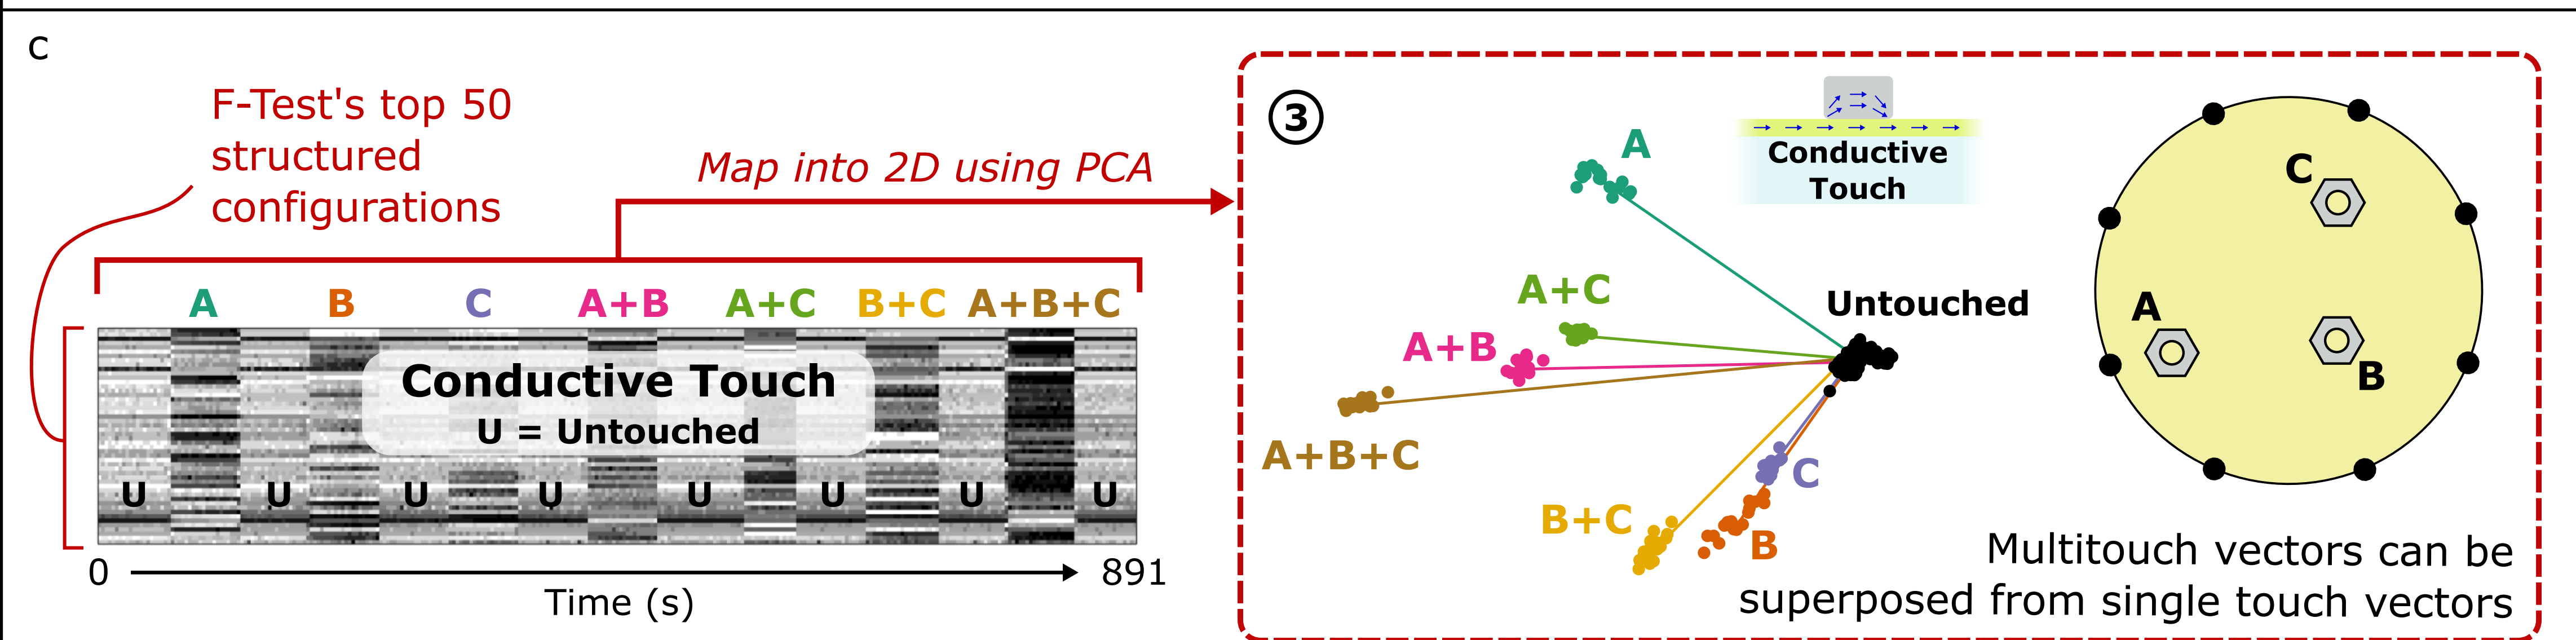 c
F-Test's top 50
structured
configurations
Map into 2D using PCA
A B C A+B A+C B+C A+B+C
Conductive Touch
U = Untouched
U U U U U U U U
0 891
Time (s)
3
A
A+C
A+B
A+B+C
B+C
B
C
Untouched
Conductive
Touch
C
A
B
Multitouch vectors can be
superposed from single touch vectors